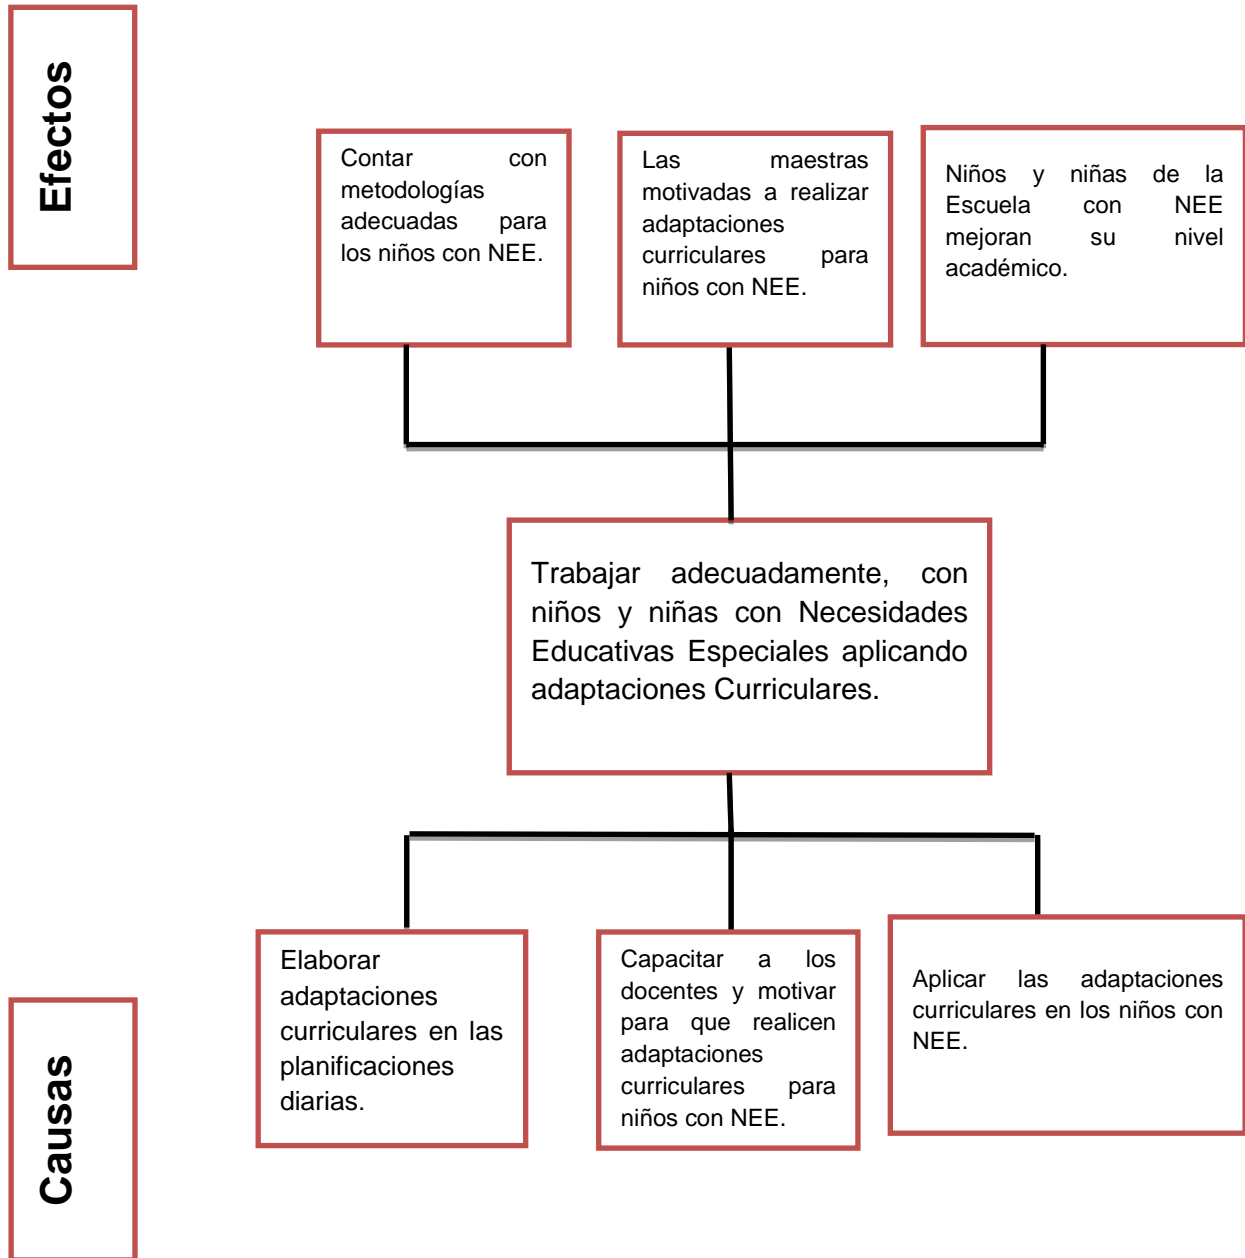 Efectos
Contar con
metodologías
adecuadas para
los niños con NEE.
Las maestras
motivadas a realizar
adaptaciones
curriculares para
niños con NEE.
Niños y niñas de la
Escuela con NEE
mejoran su nivel
académico.
Trabajar adecuadamente, con
niños y niñas con Necesidades
Educativas Especiales aplicando
adaptaciones Curriculares.
Causas
Elaborar
adaptaciones
curriculares en las
planificaciones
diarias.
Capacitar a los
docentes y motivar
para que realicen
adaptaciones
curriculares para
niños con NEE.
Aplicar las adaptaciones
curriculares en los niños con
NEE.